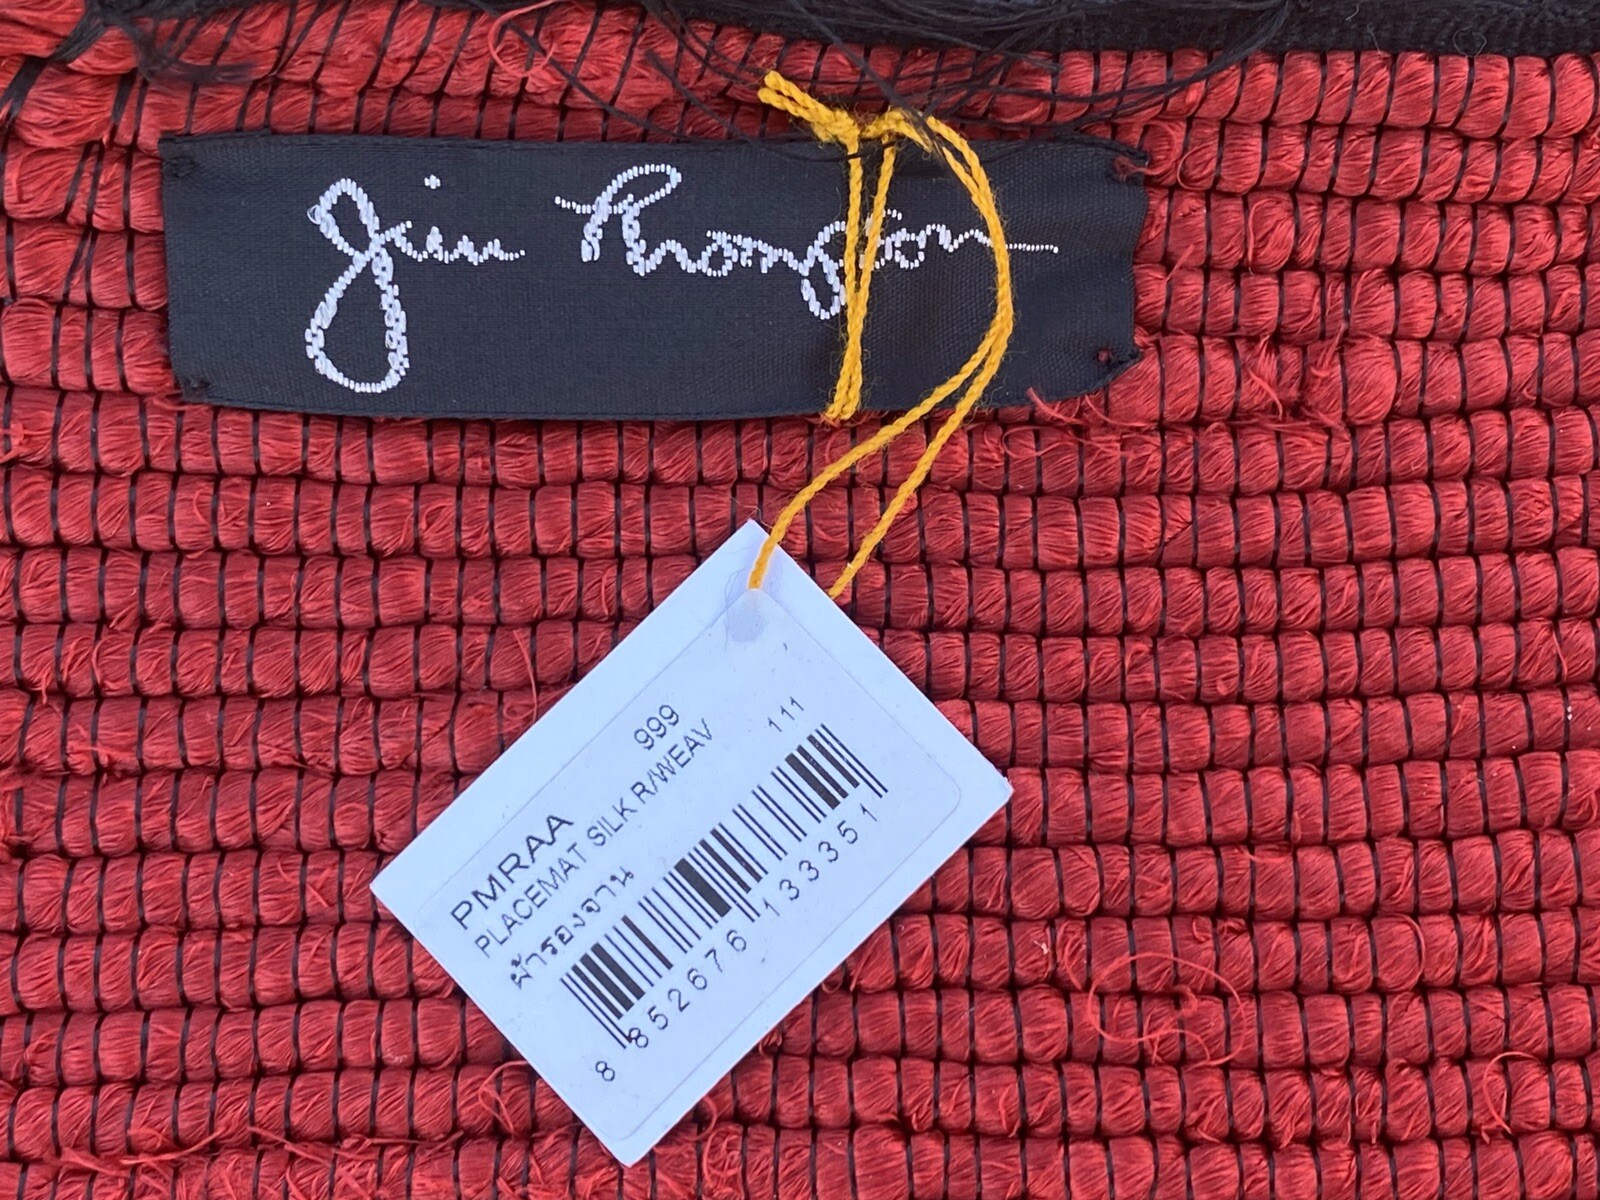 Jim Thompson
999
PMRAA
PLACEMAT SILK R/WEAV
111
ผ้ารองจาน
8 852676 133351